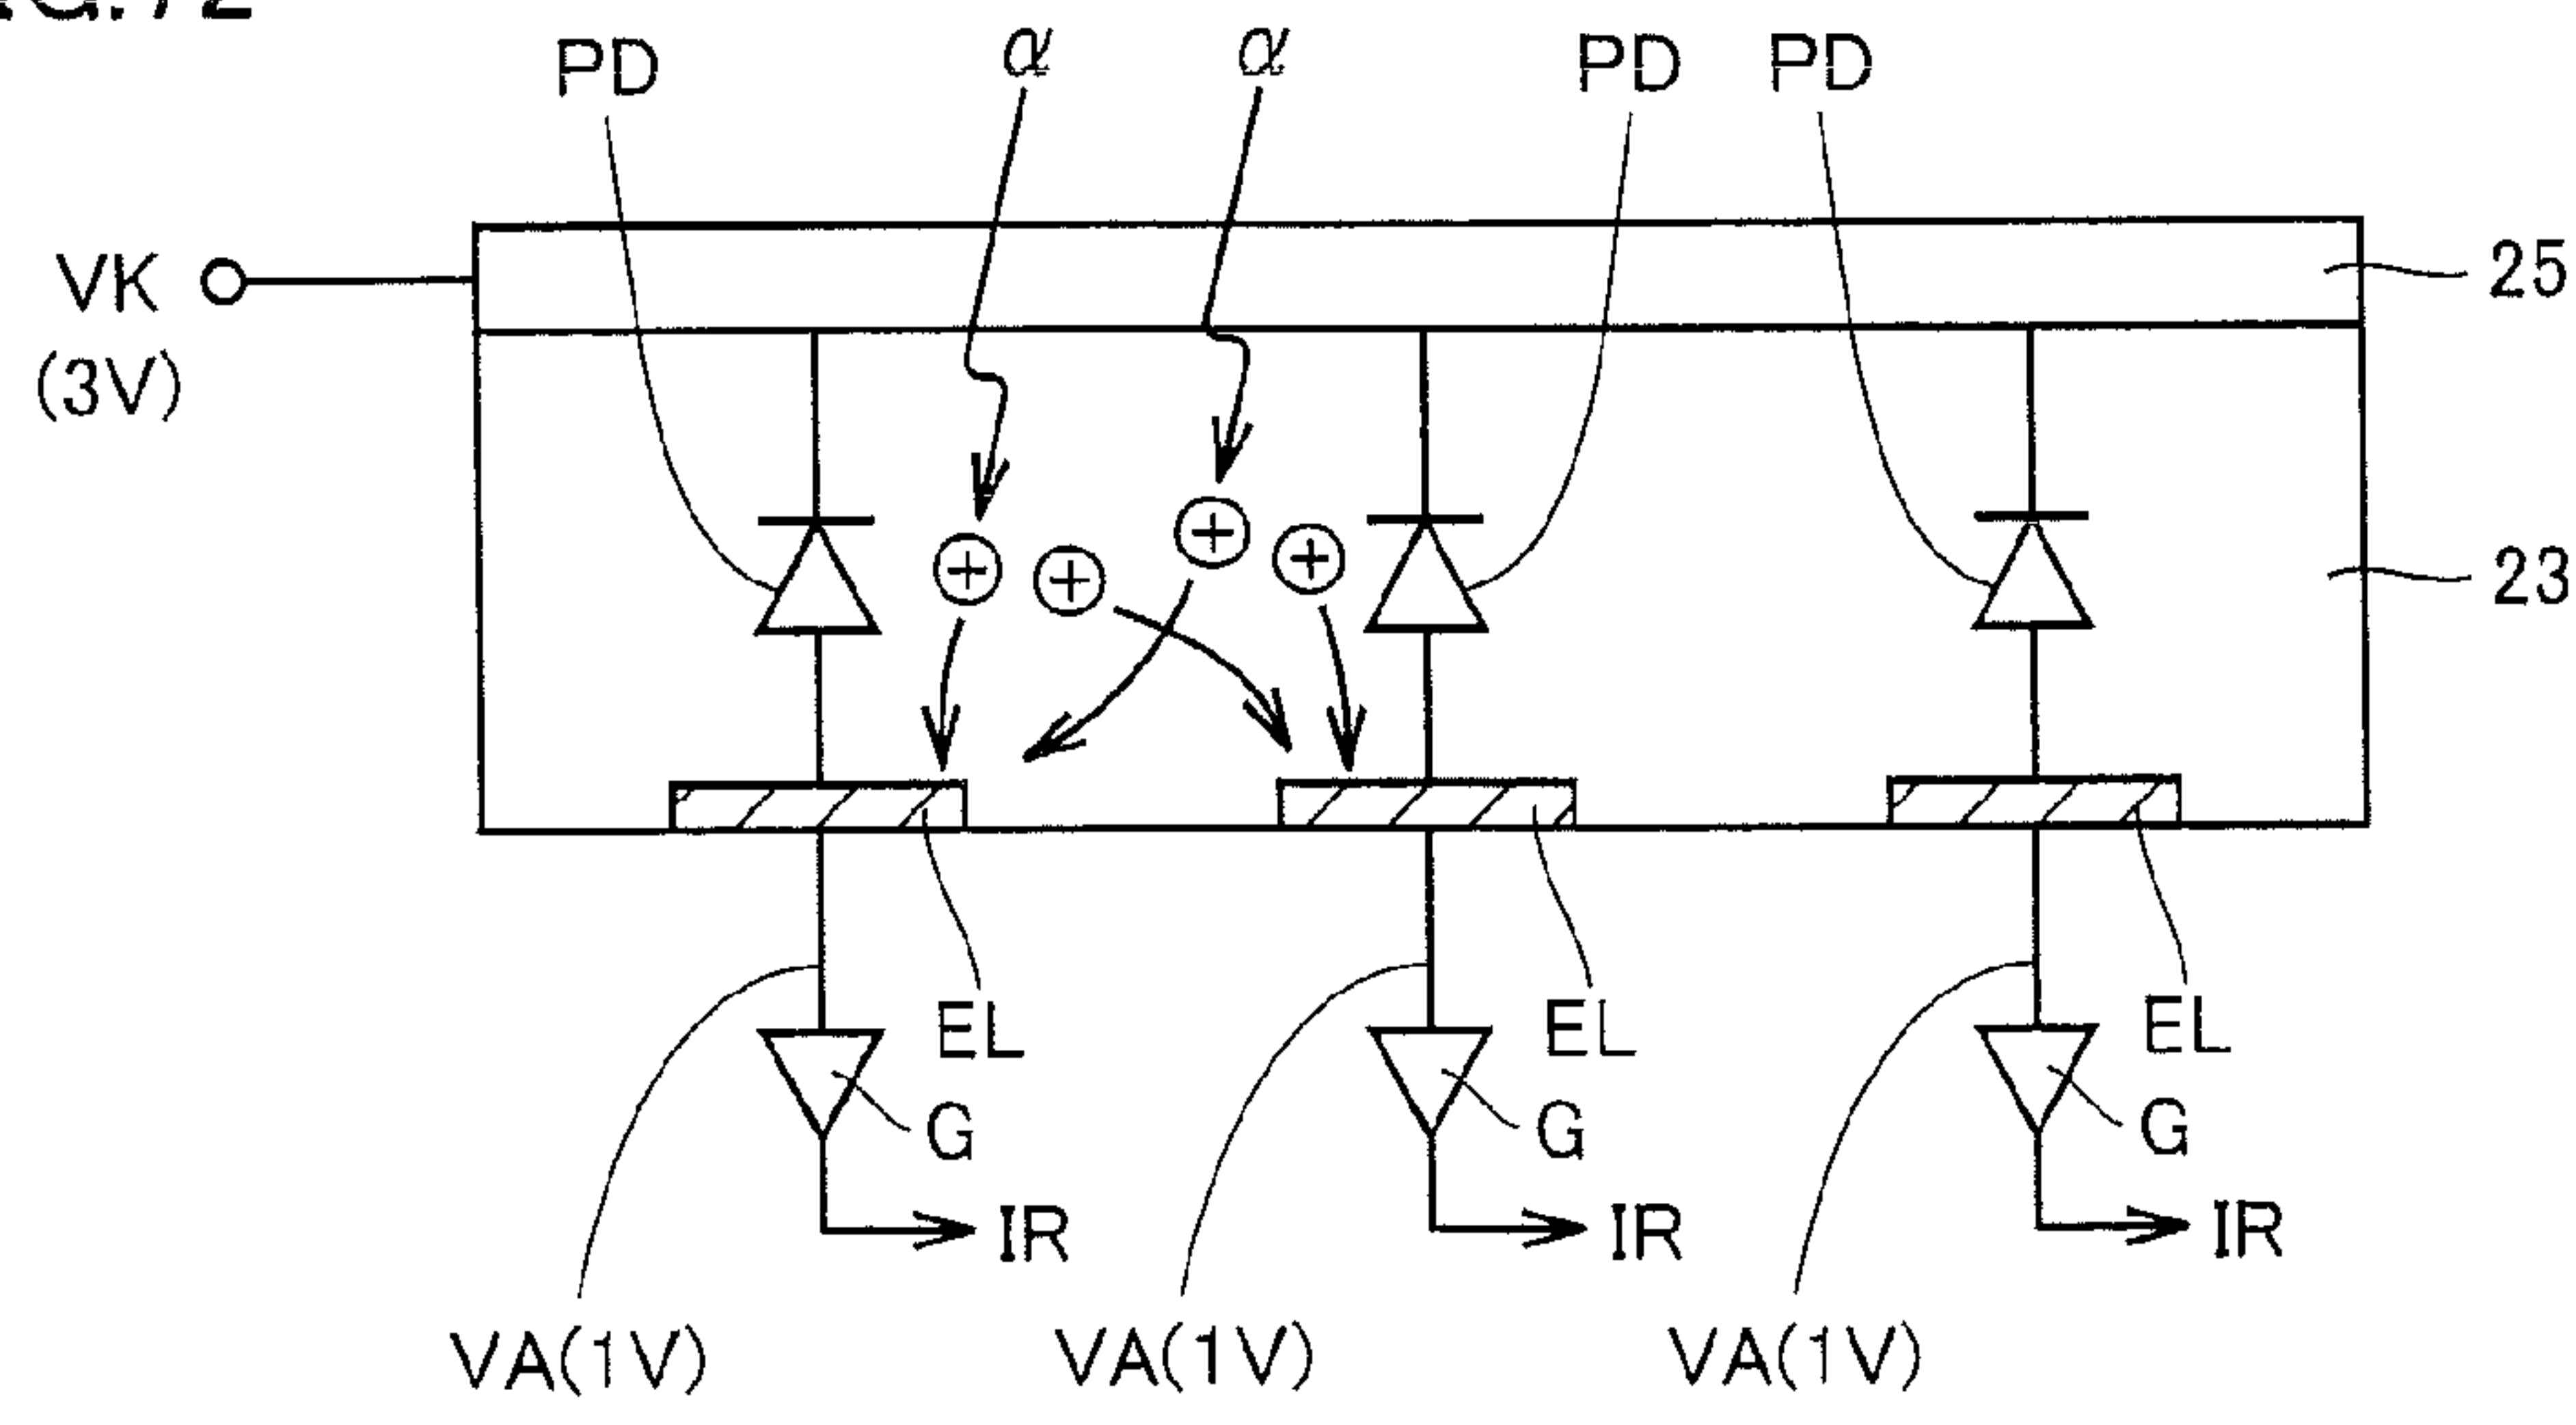 PD α α PD PD
VK
(3V)
25
23
EL EL EL
G G G
IR IR IR
VA(1V) VA(1V) VA(1V)